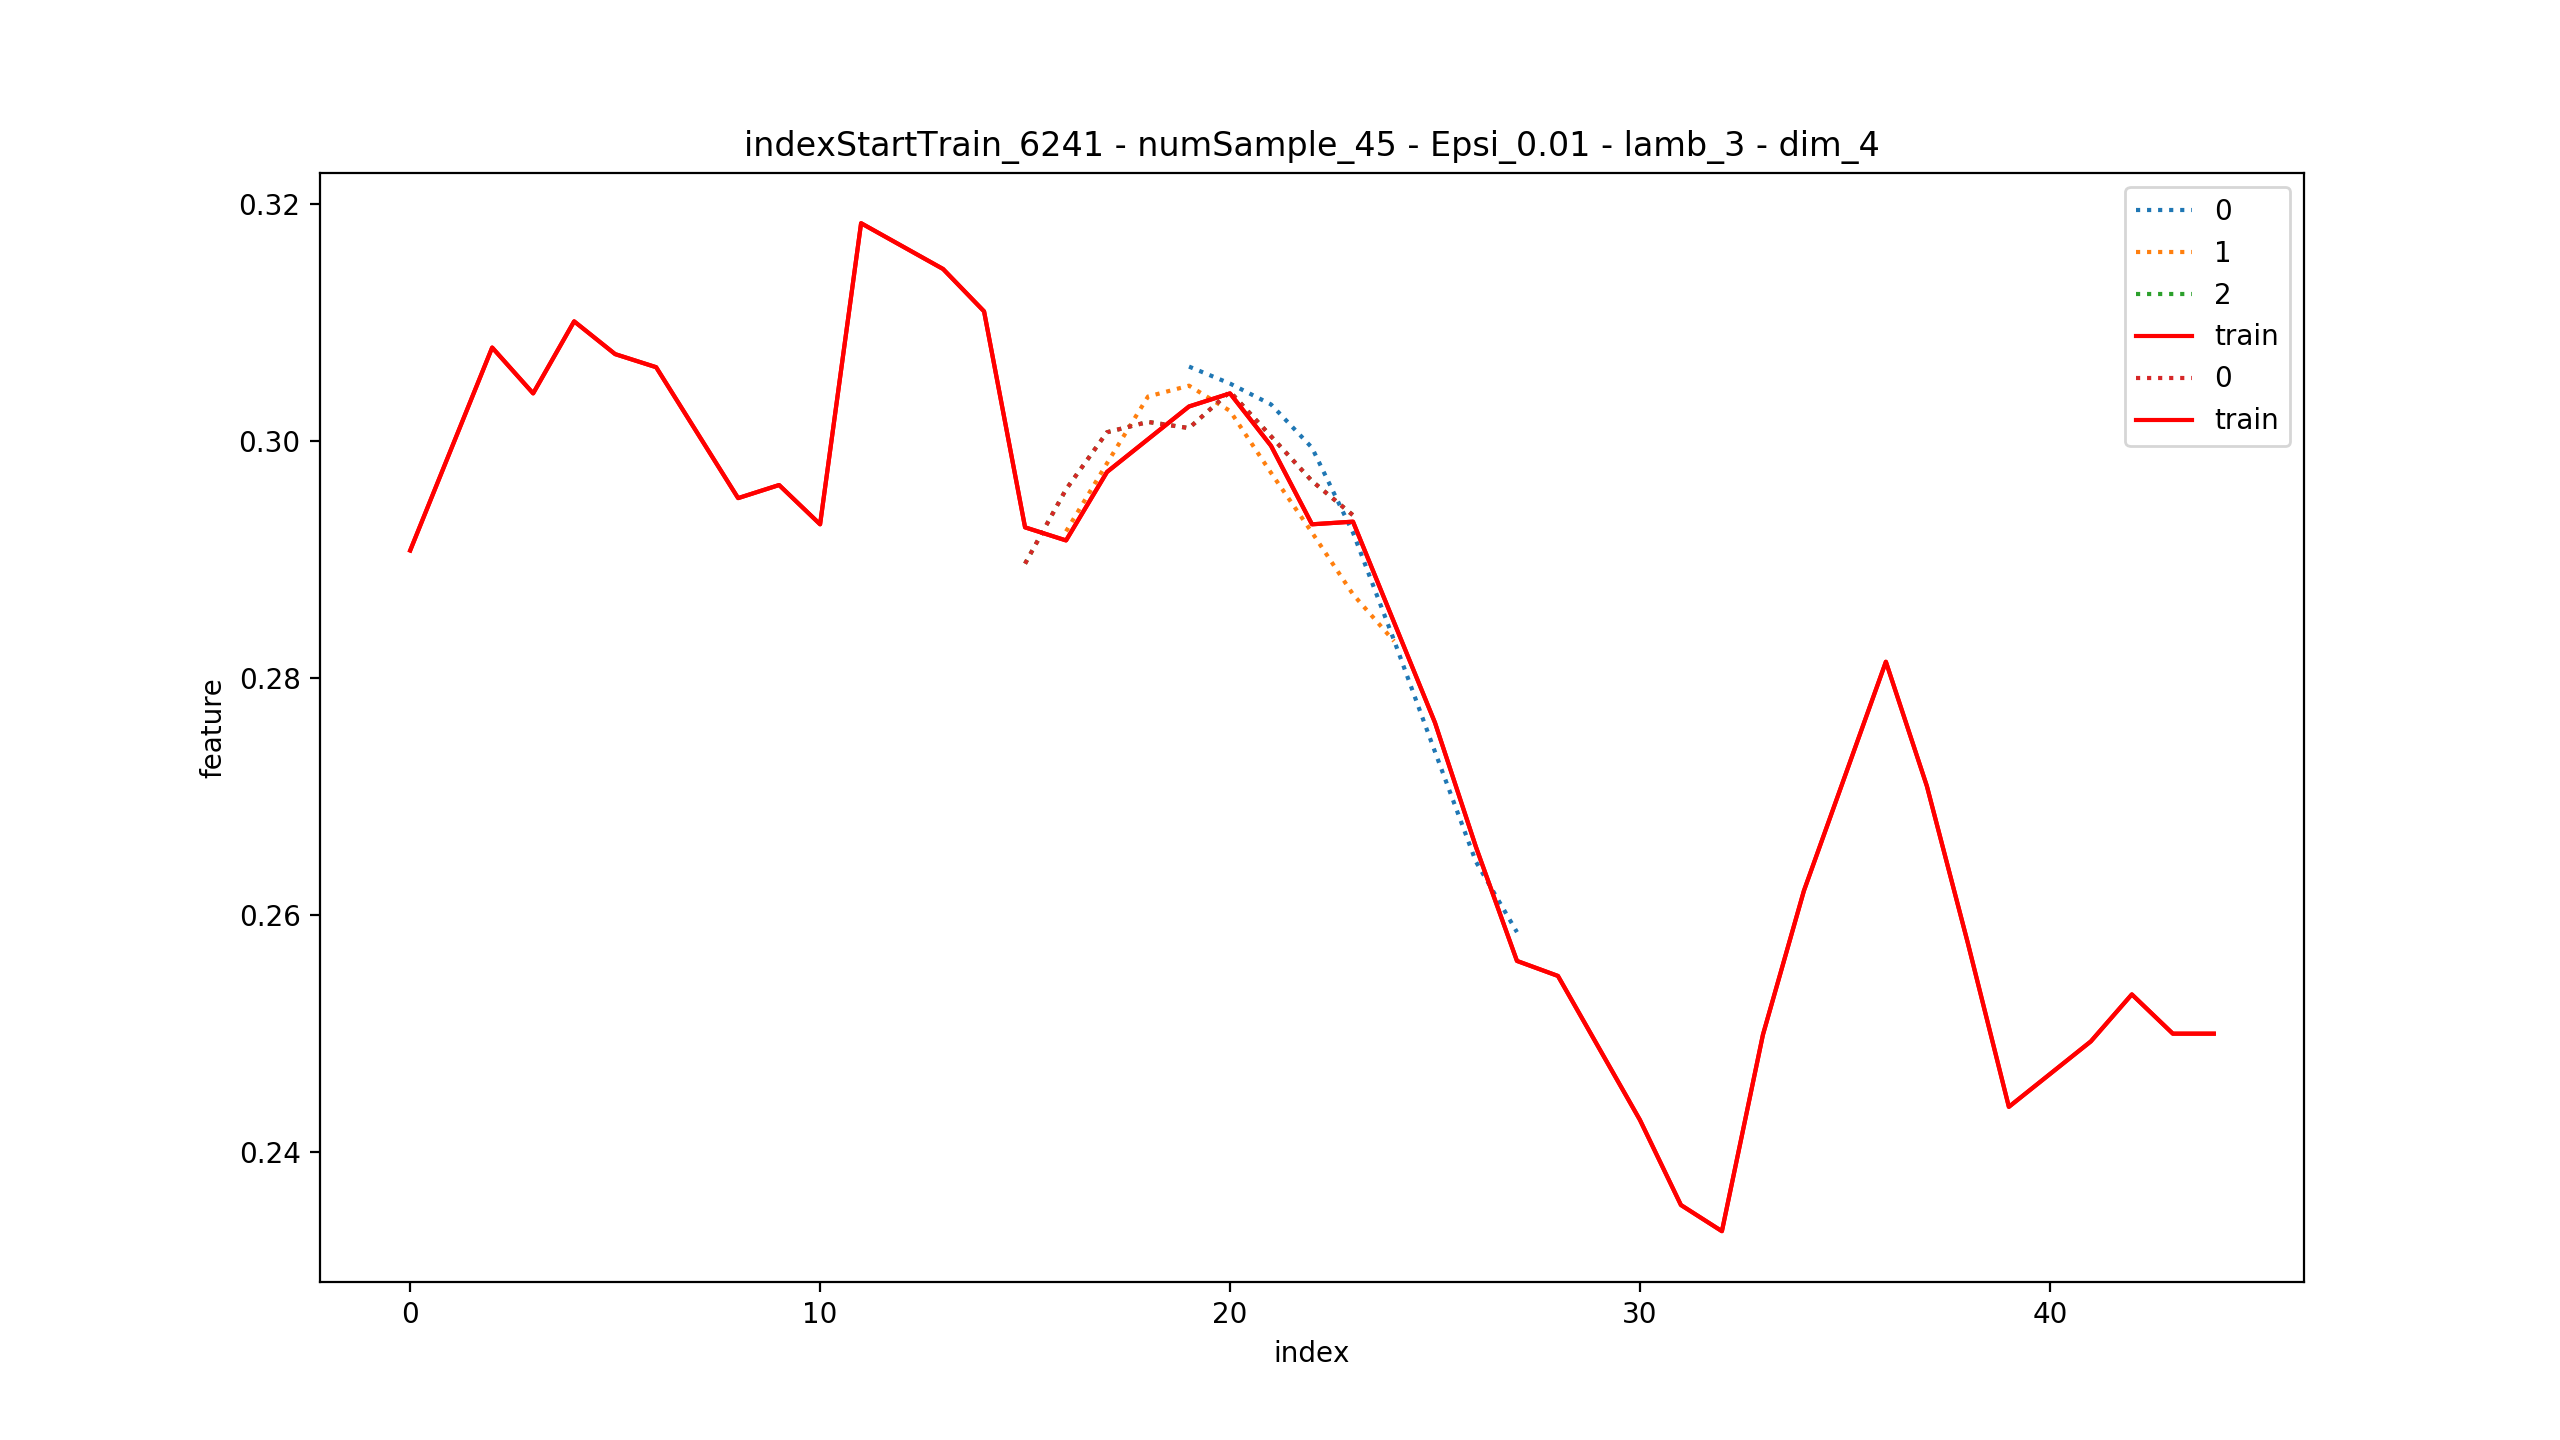 indexStartTrain_6241 - numSample_45 - Epsi_0.01 - lamb_3 - dim_4
0.32
0.30
0.28
0.26
0.24
feature
0
1
2
train
0
train
0
10
20
30
40
index